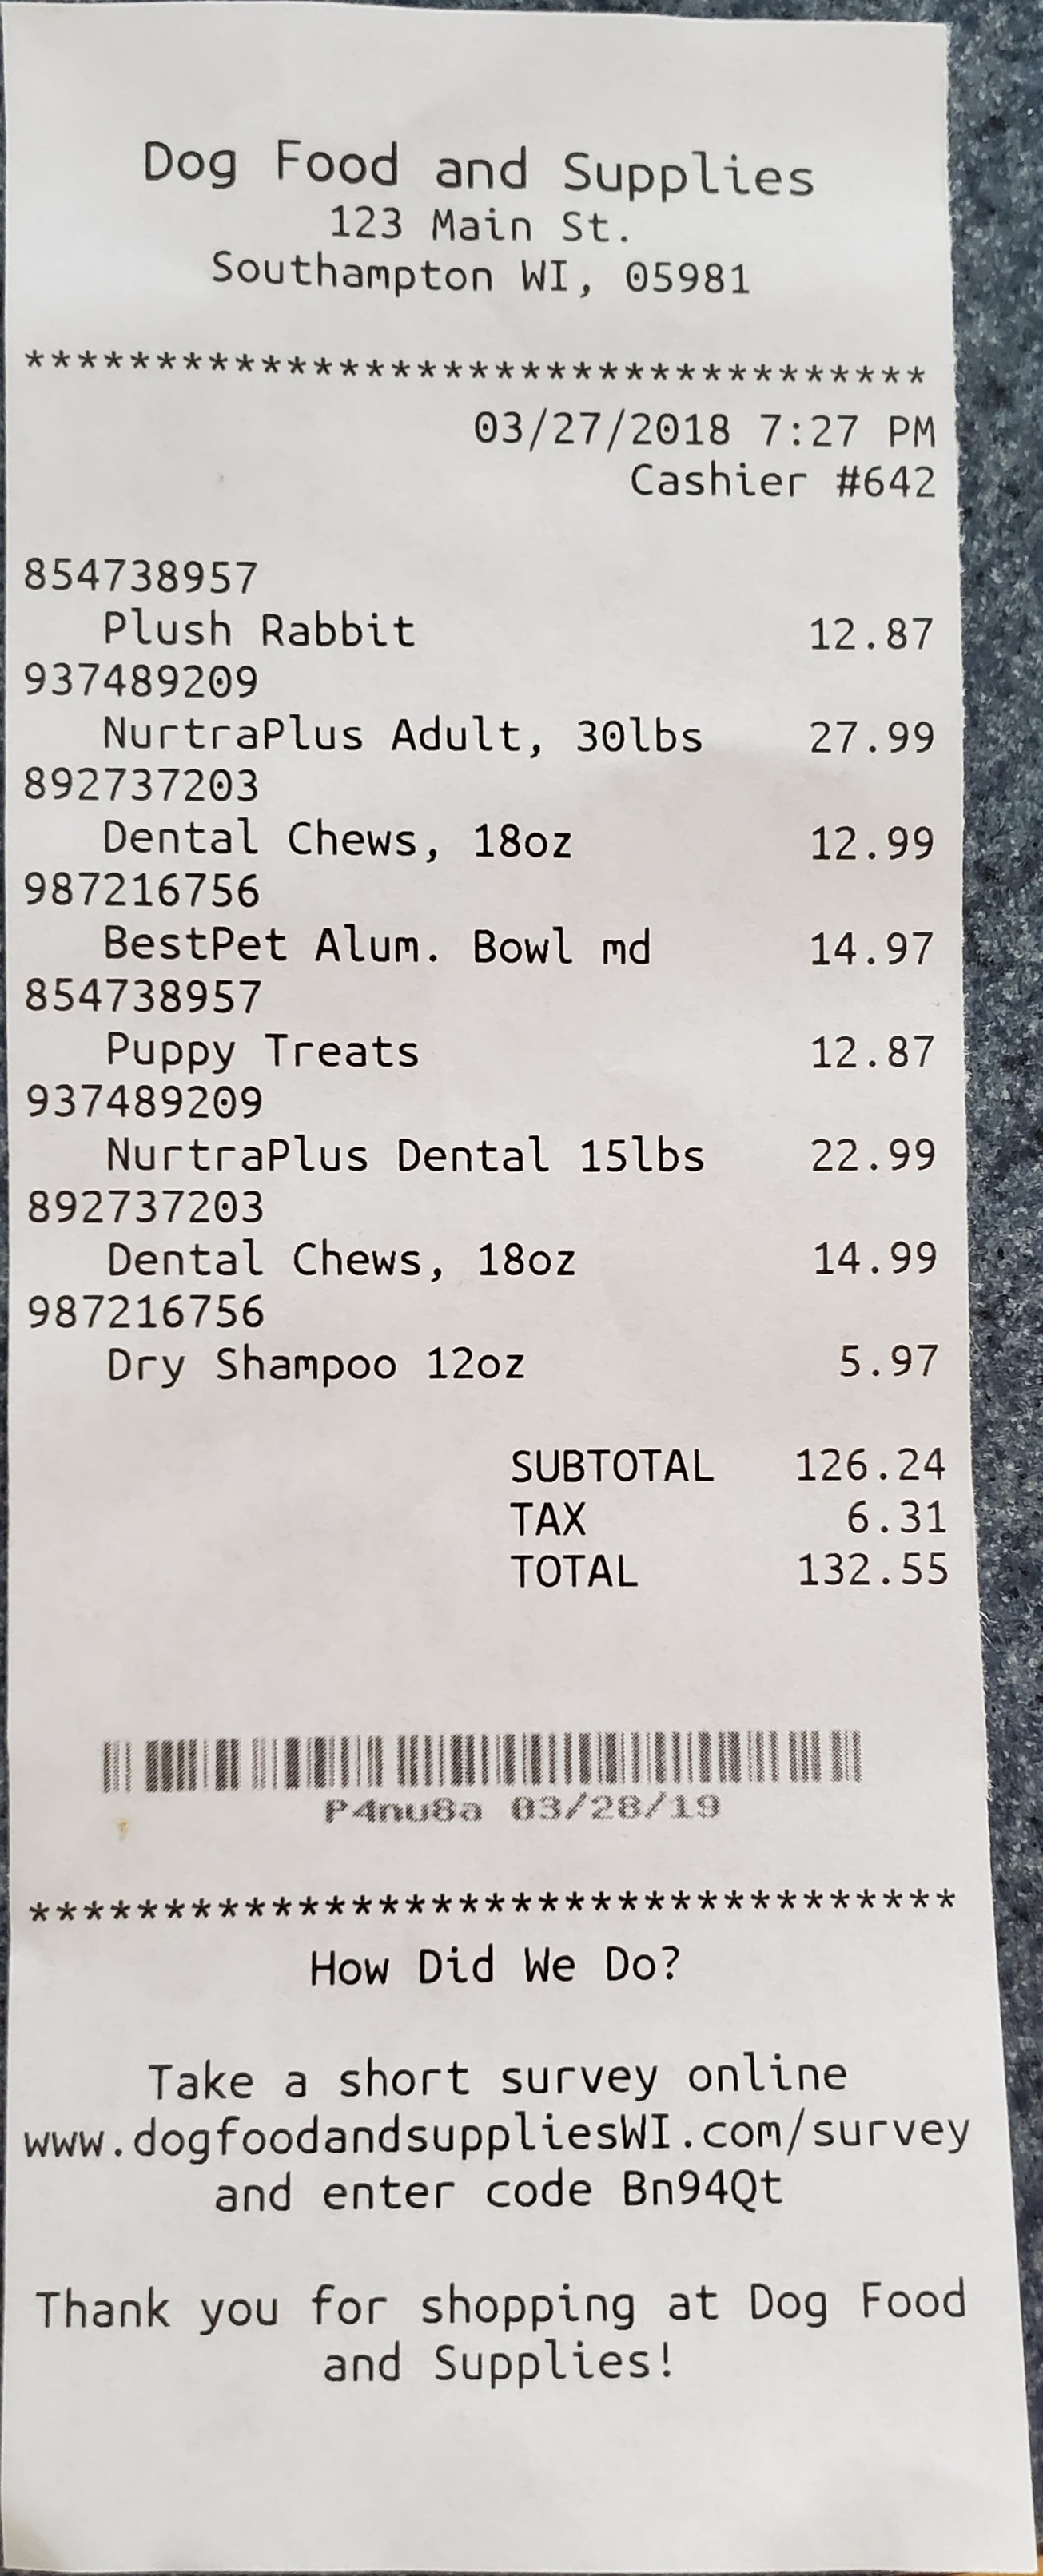 Dog Food and Supplies
123 Main St.
Southampton WI, 05981
***********************************
03/27/2018 7:27 PM
Cashier #642
854738957
Plush Rabbit 12.87
937489209
NurtraPlus Adult, 30lbs 27.99
892737203
Dental Chews, 18oz 12.99
987216756
BestPet Alum. Bowl md 14.97
854738957
Puppy Treats 12.87
937489209
NurtraPlus Dental 15lbs 22.99
892737203
Dental Chews, 18oz 14.99
987216756
Dry Shampoo 12oz 5.97
SUBTOTAL 126.24
TAX 6.31
TOTAL 132.55
P4nu8a 03/28/19
***********************************
How Did We Do?
Take a short survey online
www.dogfoodandsuppliesWI.com/survey
and enter code Bn94Qt
Thank you for shopping at Dog Food
and Supplies!